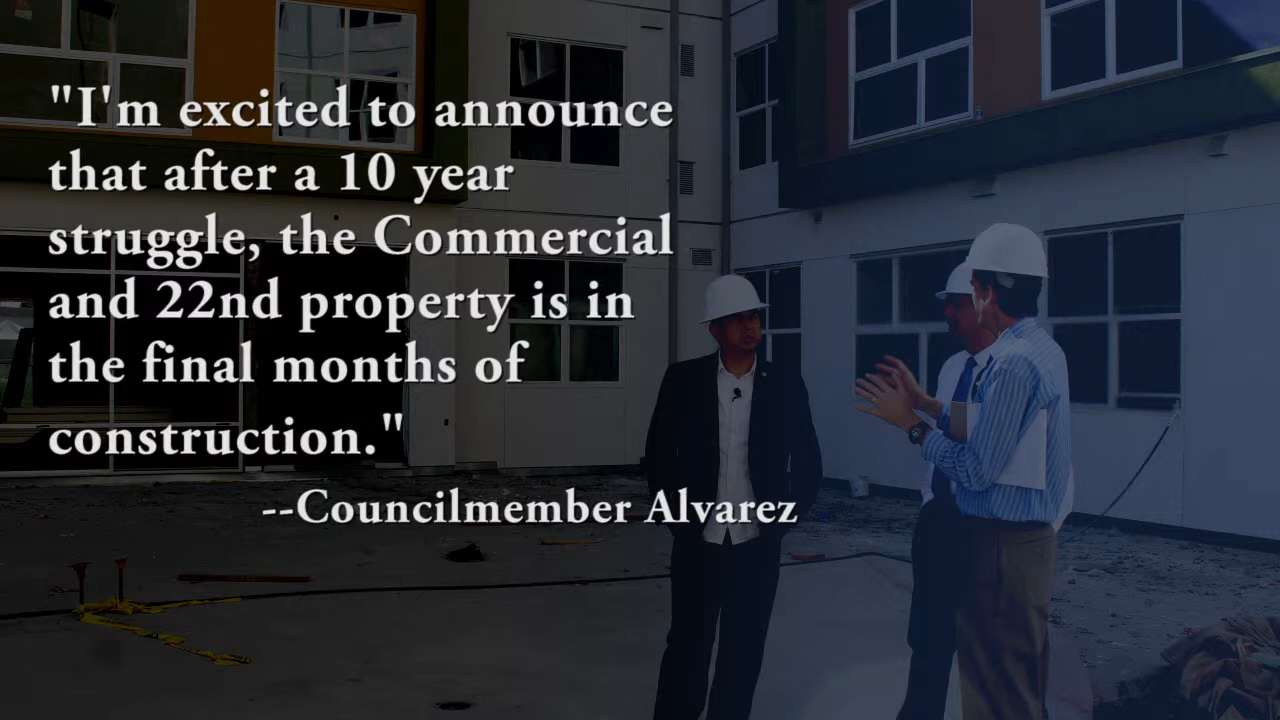 "I'm excited to announce
that after a 10 year
struggle, the Commercial
and 22nd property is in
the final months of
construction."
--Councilmember Alvarez